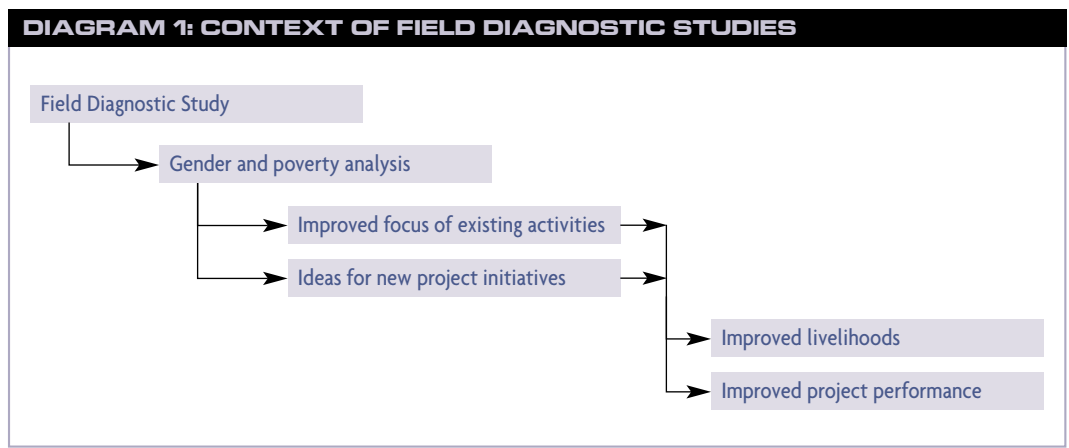 DIAGRAM 1: CONTEXT OF FIELD DIAGNOSTIC STUDIES
Field Diagnostic Study
Gender and poverty analysis
Improved focus of existing activities
Ideas for new project initiatives
Improved livelihoods
Improved project performance